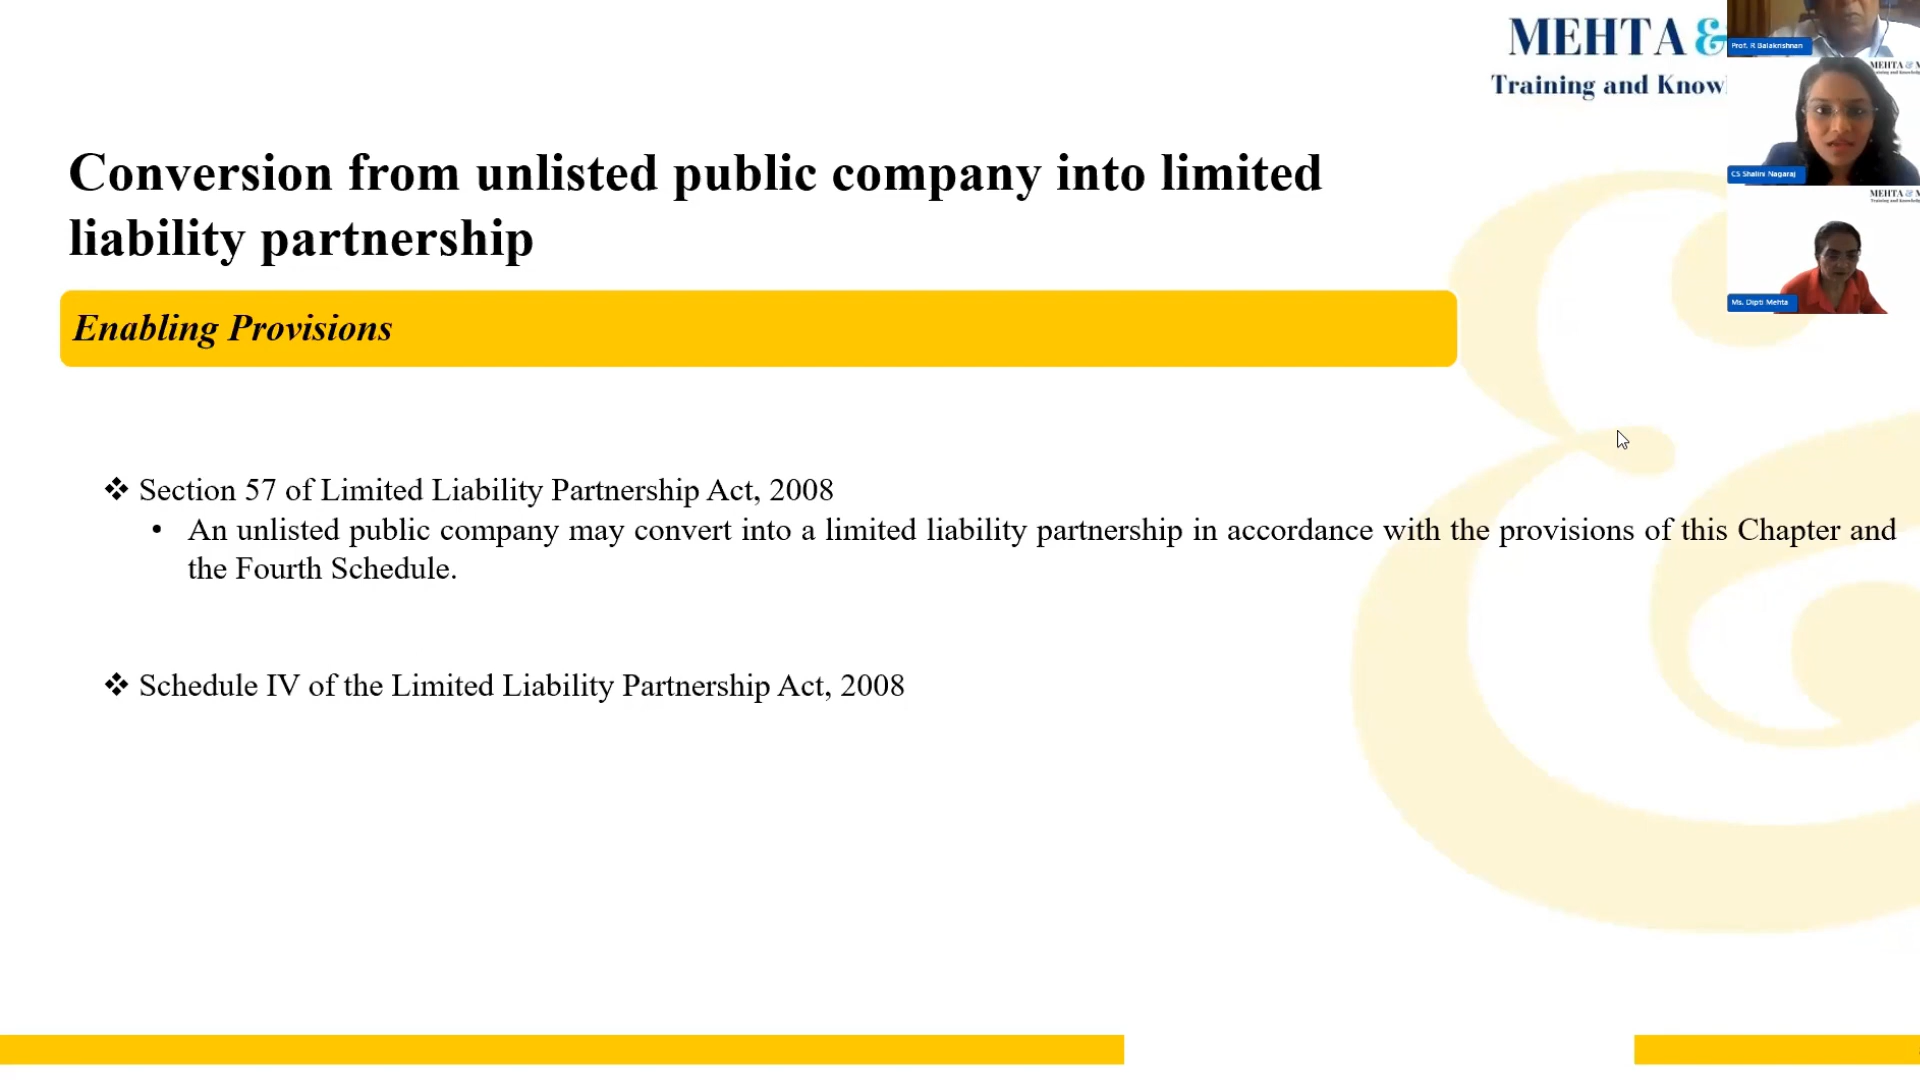 MEHTA &
Training and Know
Prof. R Balakrishnan
MEHTA & M
CS Shalini Nagaraj
MEHTA & M
Ms. Dipti Mehta
Conversion from unlisted public company into limited
liability partnership
Enabling Provisions
❖ Section 57 of Limited Liability Partnership Act, 2008
• An unlisted public company may convert into a limited liability partnership in accordance with the provisions of this Chapter and
the Fourth Schedule.
❖ Schedule IV of the Limited Liability Partnership Act, 2008